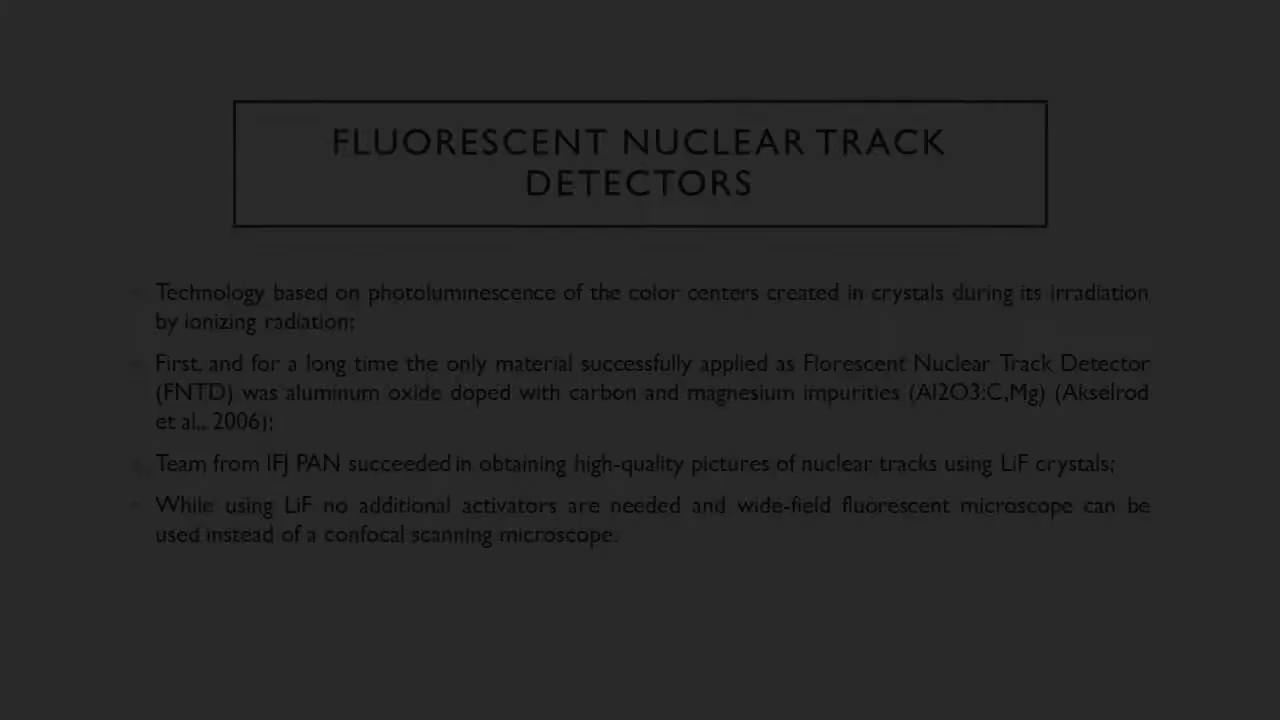 FLUORESCENT NUCLEAR TRACK
DETECTORS
Technology based on photoluminescence of the color centers created in crystals during its irradiation
by ionizing radiation;
First, and for a long time the only material successfully applied as Florescent Nuclear Track Detector
(FNTD) was aluminum oxide doped with carbon and magnesium impurities (Al2O3:C,Mg) (Akselrod
et al., 2006);
Team from IFJ PAN succeeded in obtaining high-quality pictures of nuclear tracks using LiF crystals;
While using LiF no additional activators are needed and wide-field fluorescent microscope can be
used instead of a confocal scanning microscope.